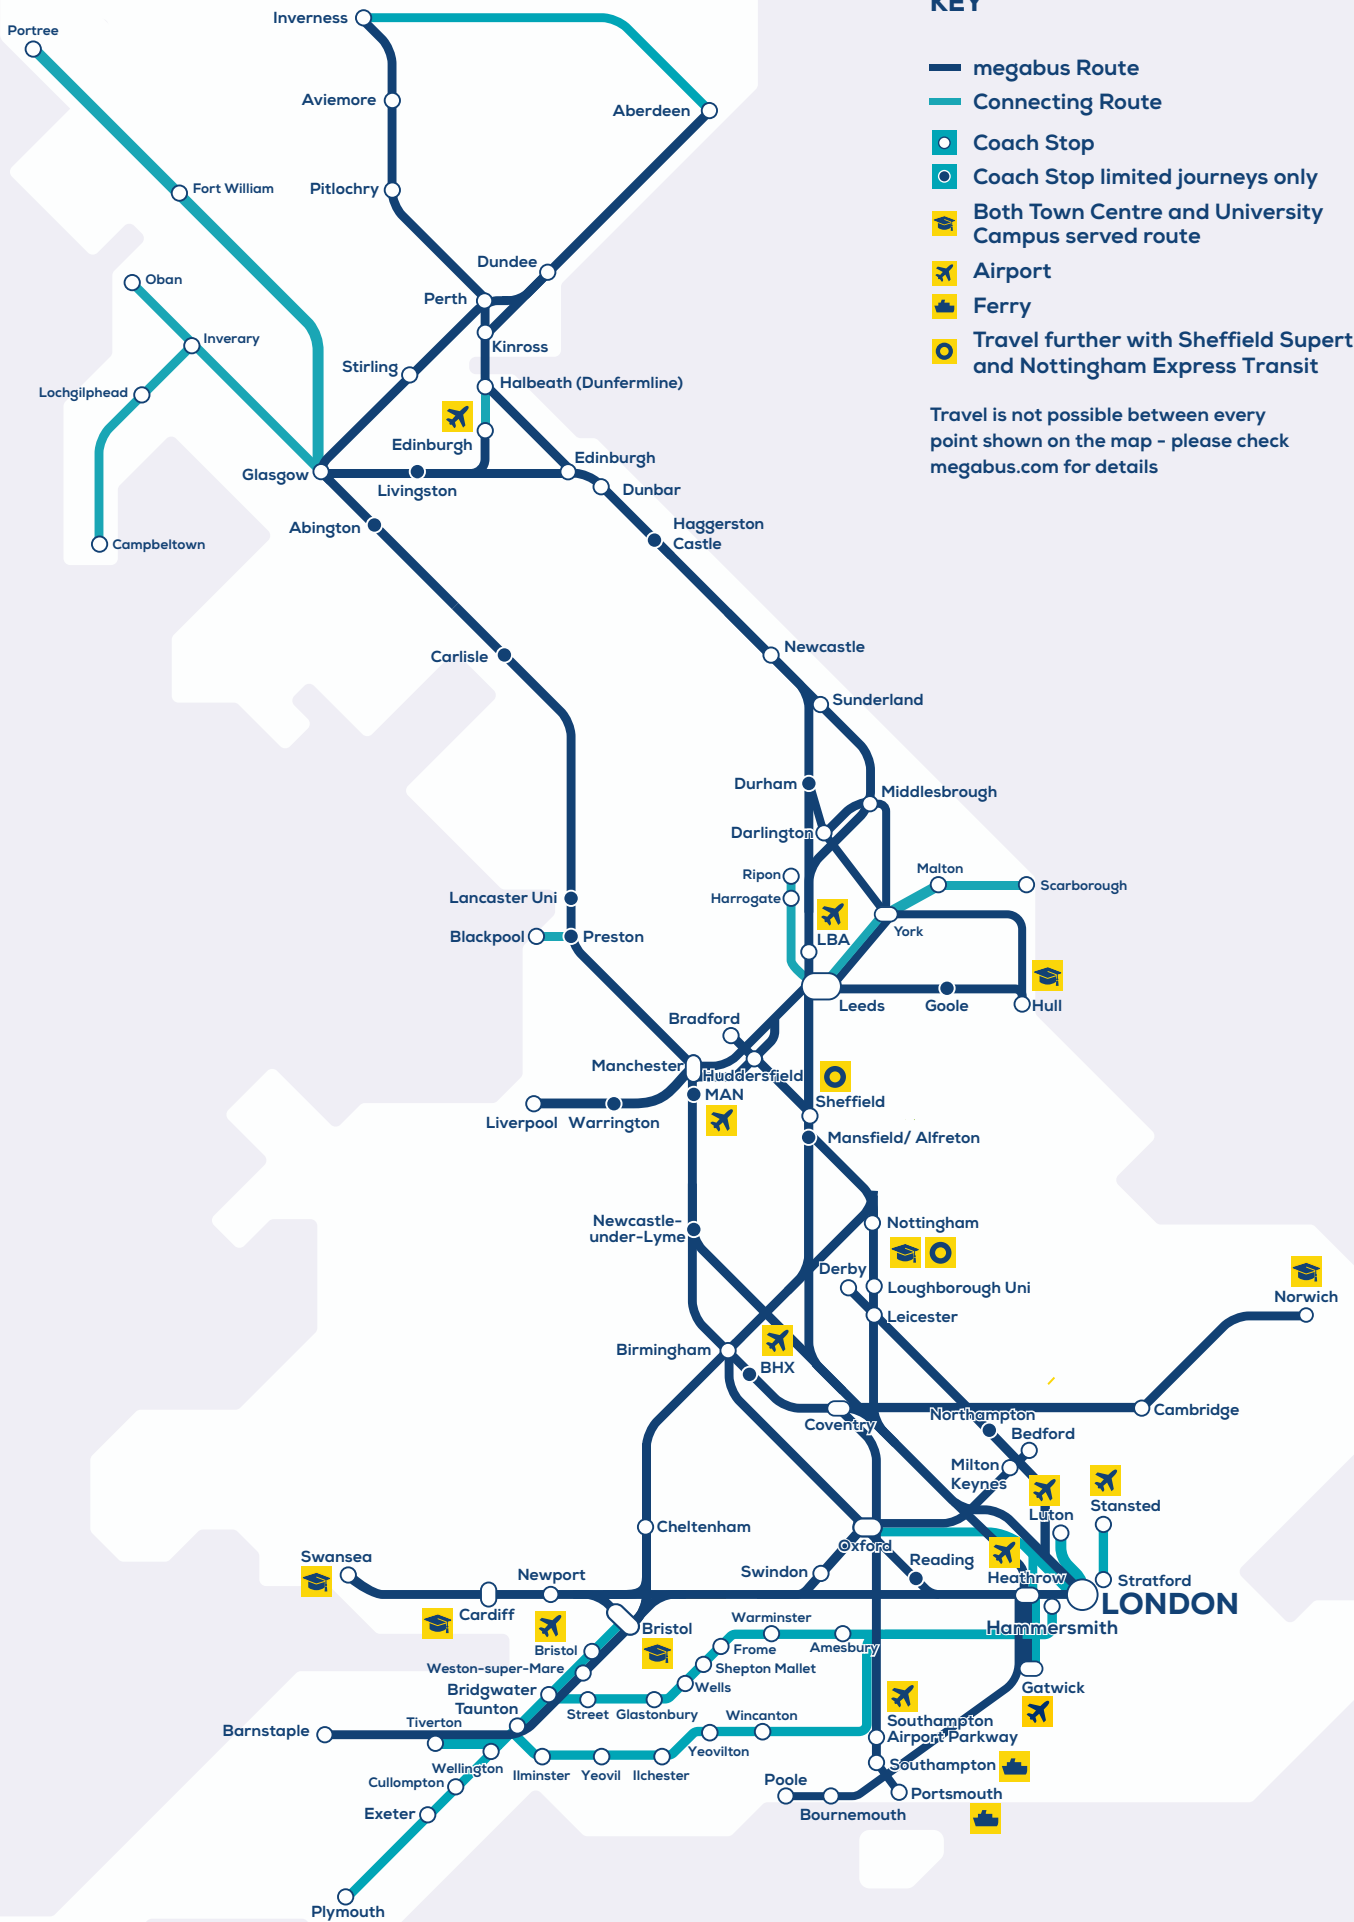 KEY
megabus Route
Connecting Route
Coach Stop
Coach Stop limited journeys only
Both Town Centre and University
Campus served route
Airport
Ferry
Travel further with Sheffield Supert
and Nottingham Express Transit
Travel is not possible between every
point shown on the map - please check
megabus.com for details
Inverness
Portree
Aviemore
Aberdeen
Pitlochry
Fort William
Dundee
Oban
Perth
Inverary
Kinross
Stirling
Halbeath (Dunfermline)
Lochgilphead
Edinburgh
Edinburgh
Glasgow
Livingston
Dunbar
Abington
Haggerston
Castle
Campbeltown
Newcastle
Carlisle
Sunderland
Durham
Middlesbrough
Darlington
Ripon
Malton
Harrogate
Scarborough
Lancaster Uni
LBA
York
Blackpool
Preston
Leeds
Goole
Hull
Bradford
Manchester
Huddersfield
MAN
Sheffield
Liverpool
Warrington
Mansfield/ Alfreton
Newcastle-
under-Lyme
Nottingham
Derby
Loughborough Uni
Norwich
Leicester
Birmingham
BHX
Cambridge
Northampton
Coventry
Bedford
Milton
Keynes
Stansted
Luton
Cheltenham
Oxford
Swansea
Reading
Newport
Swindon
Heathrow
Stratford
LONDON
Cardiff
Bristol
Warminster
Hammersmith
Bristol
Frome
Amesbury
Weston-super-Mare
Shepton Mallet
Bridgwater
Wells
Gatwick
Taunton
Street
Glastonbury
Wincanton
Southampton
Airport Parkway
Tiverton
Barnstaple
Yeovilton
Wellington
Ilminster
Yeovil
Ilchester
Southampton
Cullompton
Poole
Portsmouth
Exeter
Bournemouth
Plymouth